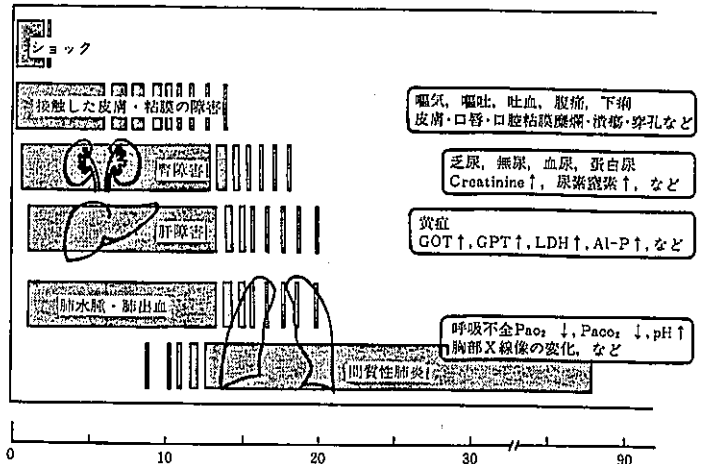 ショック
接触した皮膚・粘膜の障害
嘔気, 嘔吐, 吐血, 腹痛, 下痢
皮膚・口唇・口腔粘膜糜爛・潰瘍・穿孔など
腎障害
乏尿, 無尿, 血尿, 蛋白尿
Creatinine↑, 尿素窒素↑, など
肝障害
黄疸
GOT↑, GPT↑, LDH↑, Al-P↑, など
肺水腫・肺出血
呼吸不全Pao₂ ↓, Paco₂ ↓, pH↑
胸部X線像の変化, など
間質性肺炎
0 10 20 30 90